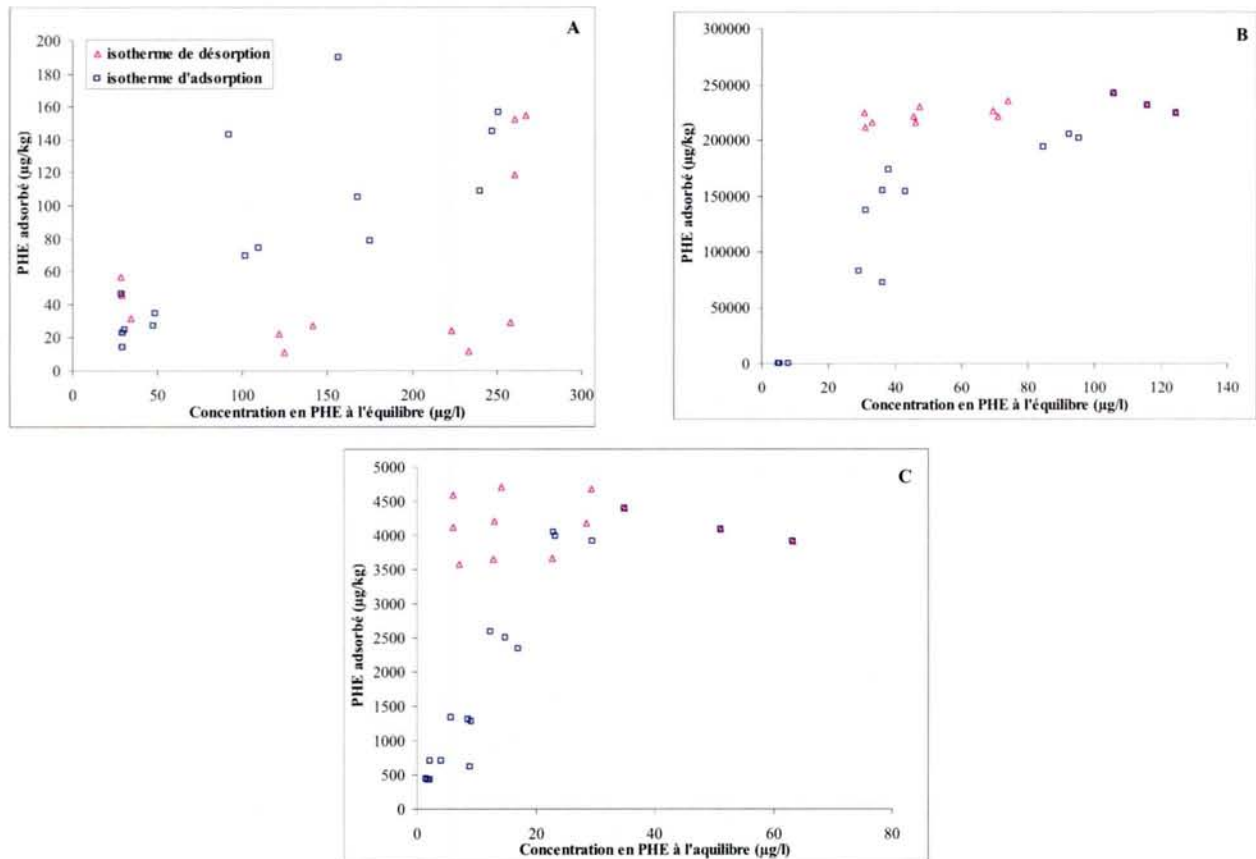 A
200
180
160
140
120
100
80
60
40
20
0
PHE adsorbé (µg/kg)
isotherme de désorption
isotherme d'adsorption
0 50 100 150 200 250 300
Concentration en PHE à l'équilibre (µg/l)
B
300000
250000
200000
150000
100000
50000
0
PHE adsorbé (µg/kg)
0 20 40 60 80 100 120 140
Concentration en PHE à l'équilibre (µg/l)
C
5000
4500
4000
3500
3000
2500
2000
1500
1000
500
0
PHE adsorbé (µg/kg)
0 20 40 60 80
Concentration en PHE à l'aquilibre (µg/l)